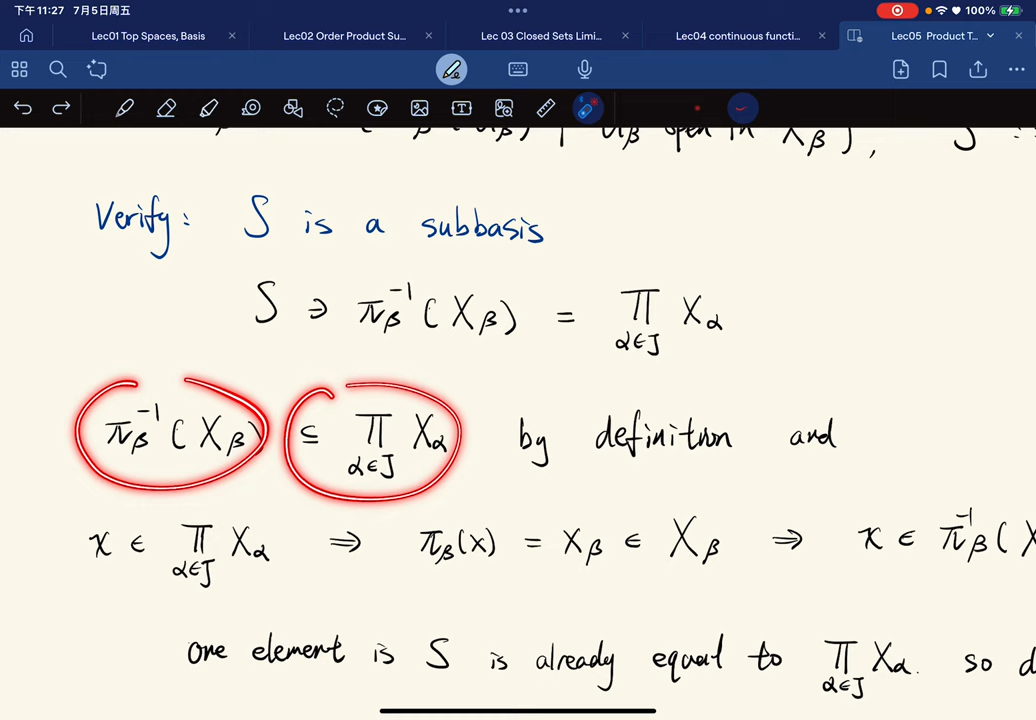 下午11:27 7月5日周五
100%
Lec01 Top Spaces, Basis
Lec02 Order Product Su...
Lec 03 Closed Sets Limi...
Lec04 continuous functi...
Lec05 Product T...
open in X_β },
Verify: S is a subbasis
S ∋ π_β^{-1}(X_β) = ∏_{α∈J} X_α
π_β^{-1}(X_β) ⊆ ∏_{α∈J} X_α by definition and
x ∈ ∏_{α∈J} X_α ⇒ π_β(x) = x_β ∈ X_β ⇒ x ∈ π_β^{-1}(X
one element is S is already equal to ∏_{α∈J} X_α. so